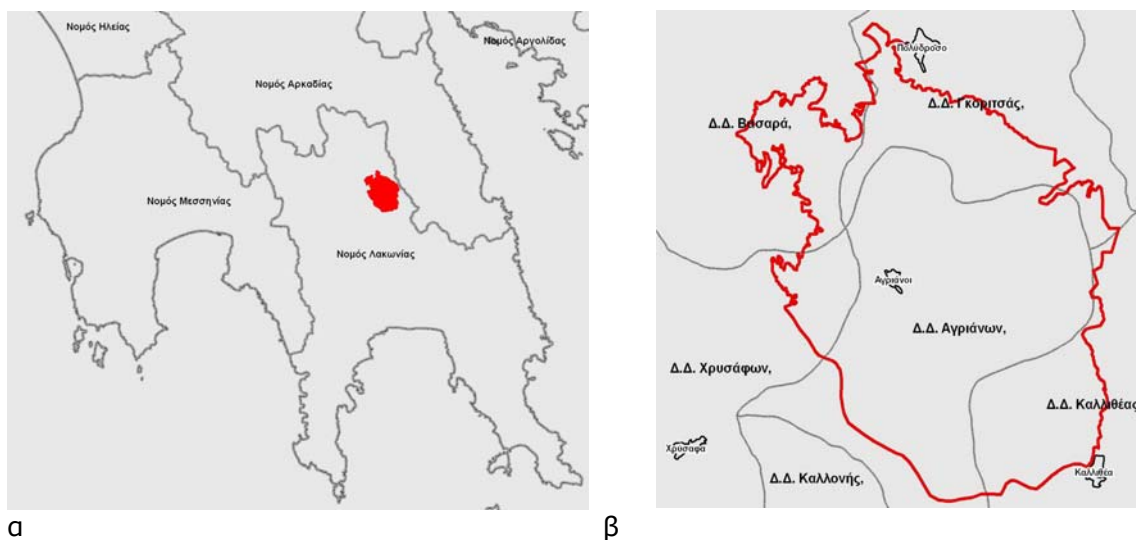 Νομός Ηλείας
Νομός Αργολίδας
Νομός Αρκαδίας
Νομός Μεσσηνίας
Νομός Λακωνίας
α
Πολύδροσο
Δ.Δ. Γκοριτσάς,
Δ.Δ. Βασαρά,
Αγριάνοι
Δ.Δ. Αγριάνων,
Δ.Δ. Χρυσάφων,
Δ.Δ. Καλλιθέας
Χρύσαφα
Δ.Δ. Καλλονής,
Καλλιθέα
β